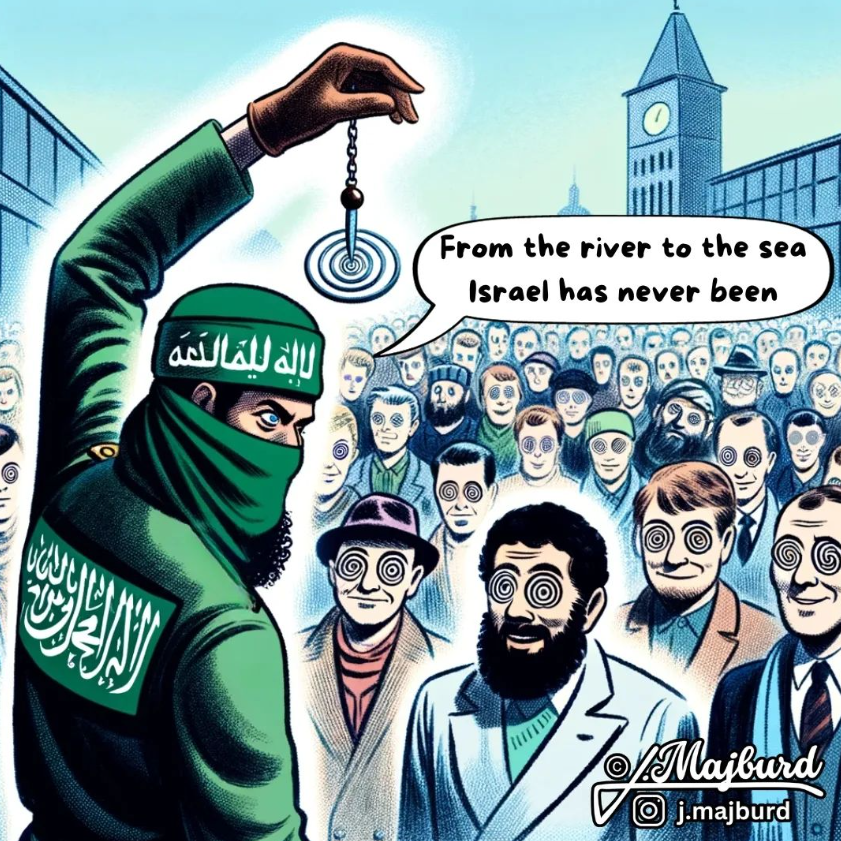 From the river to the sea
Israel has never been
© J.Majburd
j.majburd